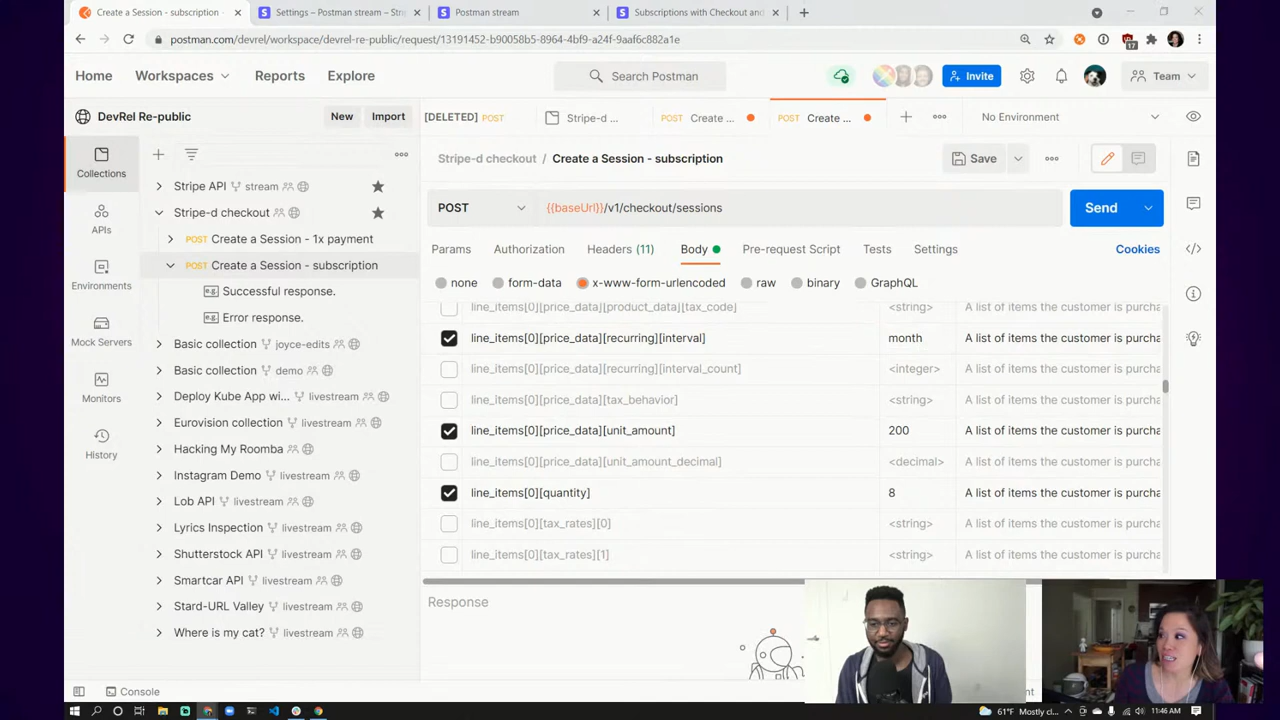 Create a Session - subscription
Settings – Postman stream – Stri
Postman stream
Subscriptions with Checkout and
postman.com/devrel/workspace/devrel-re-public/request/13191452-b90058b5-8964-4bf9-a24f-9aaf6c882a1e
17
Home
Workspaces
Reports
Explore
Search Postman
Invite
Team
DevRel Re-public
New
Import
[DELETED] POST
Stripe-d ...
POST Create ...
POST Create ...
No Environment
Collections
APIs
Environments
Mock Servers
Monitors
History
Stripe API stream
Stripe-d checkout
POST Create a Session - 1x payment
POST Create a Session - subscription
Successful response.
Error response.
Basic collection joyce-edits
Basic collection demo
Deploy Kube App wi... livestream
Eurovision collection livestream
Hacking My Roomba
Instagram Demo livestream
Lob API livestream
Lyrics Inspection livestream
Shutterstock API livestream
Smartcar API livestream
Stard-URL Valley livestream
Where is my cat? livestream
Stripe-d checkout / Create a Session - subscription
Save
POST
{{baseUrl}}/v1/checkout/sessions
Send
Params
Authorization
Headers (11)
Body
Pre-request Script
Tests
Settings
Cookies
none
form-data
x-www-form-urlencoded
raw
binary
GraphQL
line_items[0][price_data][product_data][tax_code] <string> A list of items the customer is purcha
line_items[0][price_data][recurring][interval] month A list of items the customer is purcha
line_items[0][price_data][recurring][interval_count] <integer> A list of items the customer is purcha
line_items[0][price_data][tax_behavior] <string> A list of items the customer is purcha
line_items[0][price_data][unit_amount] 200 A list of items the customer is purcha
line_items[0][price_data][unit_amount_decimal] <decimal> A list of items the customer is purcha
line_items[0][quantity] 8 A list of items the customer is purcha
line_items[0][tax_rates][0] <string> A list of items the customer is purcha
line_items[0][tax_rates][1] <string> A list of items the customer is purcha
Response
Console
61°F Mostly cl...
11:46 AM